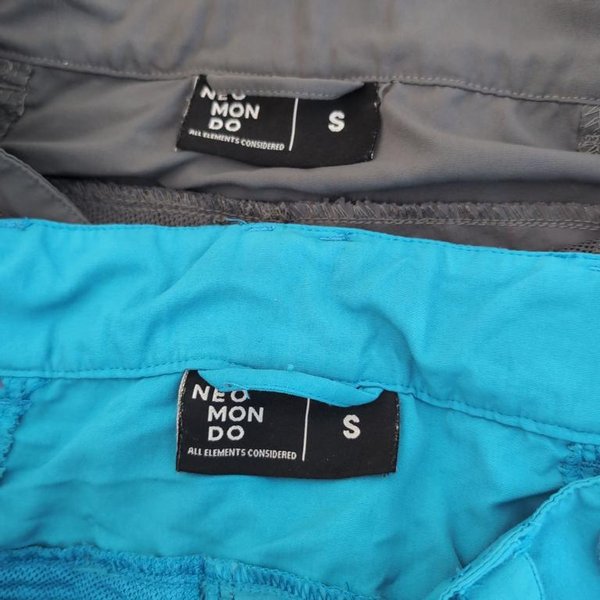 NEO
MON
DO
ALL ELEMENTS CONSIDERED
S
NEO
MON
DO
ALL ELEMENTS CONSIDERED
S